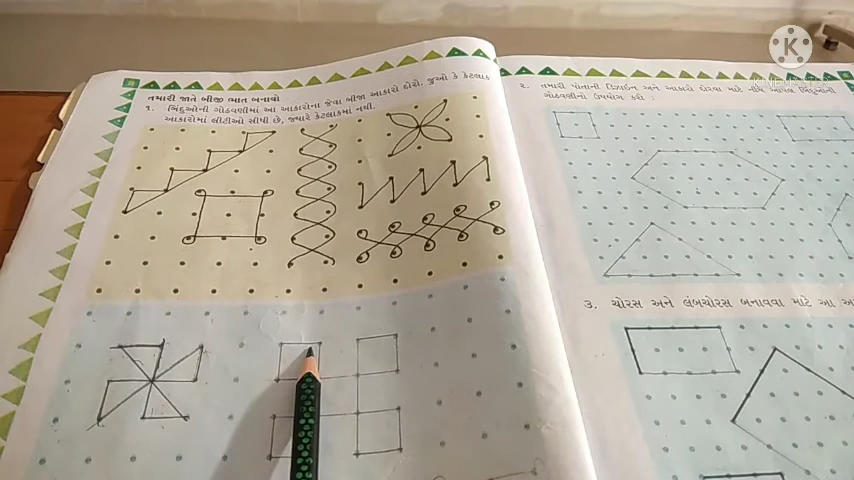 તમારી જાતે બીજી ભાત બનાવો
૧. બિંદુઓની ગોઠવણીમાં આ આકારોના જેવા બીજા આકારો દોરો. જુઓ કે કેટલાક
આકારોમાં લીટીઓ સીધી છે, જ્યારે કેટલાકમાં નથી.
૨. તમારી પોતાની ડિઝાઇન અને આકારો દોરવા માટે નીચે આપેલ બિંદુઓની
ગોઠવણીનો ઉપયોગ કરો :
૩. ચોરસ અને લંબચોરસ બનાવવા માટે આ
K